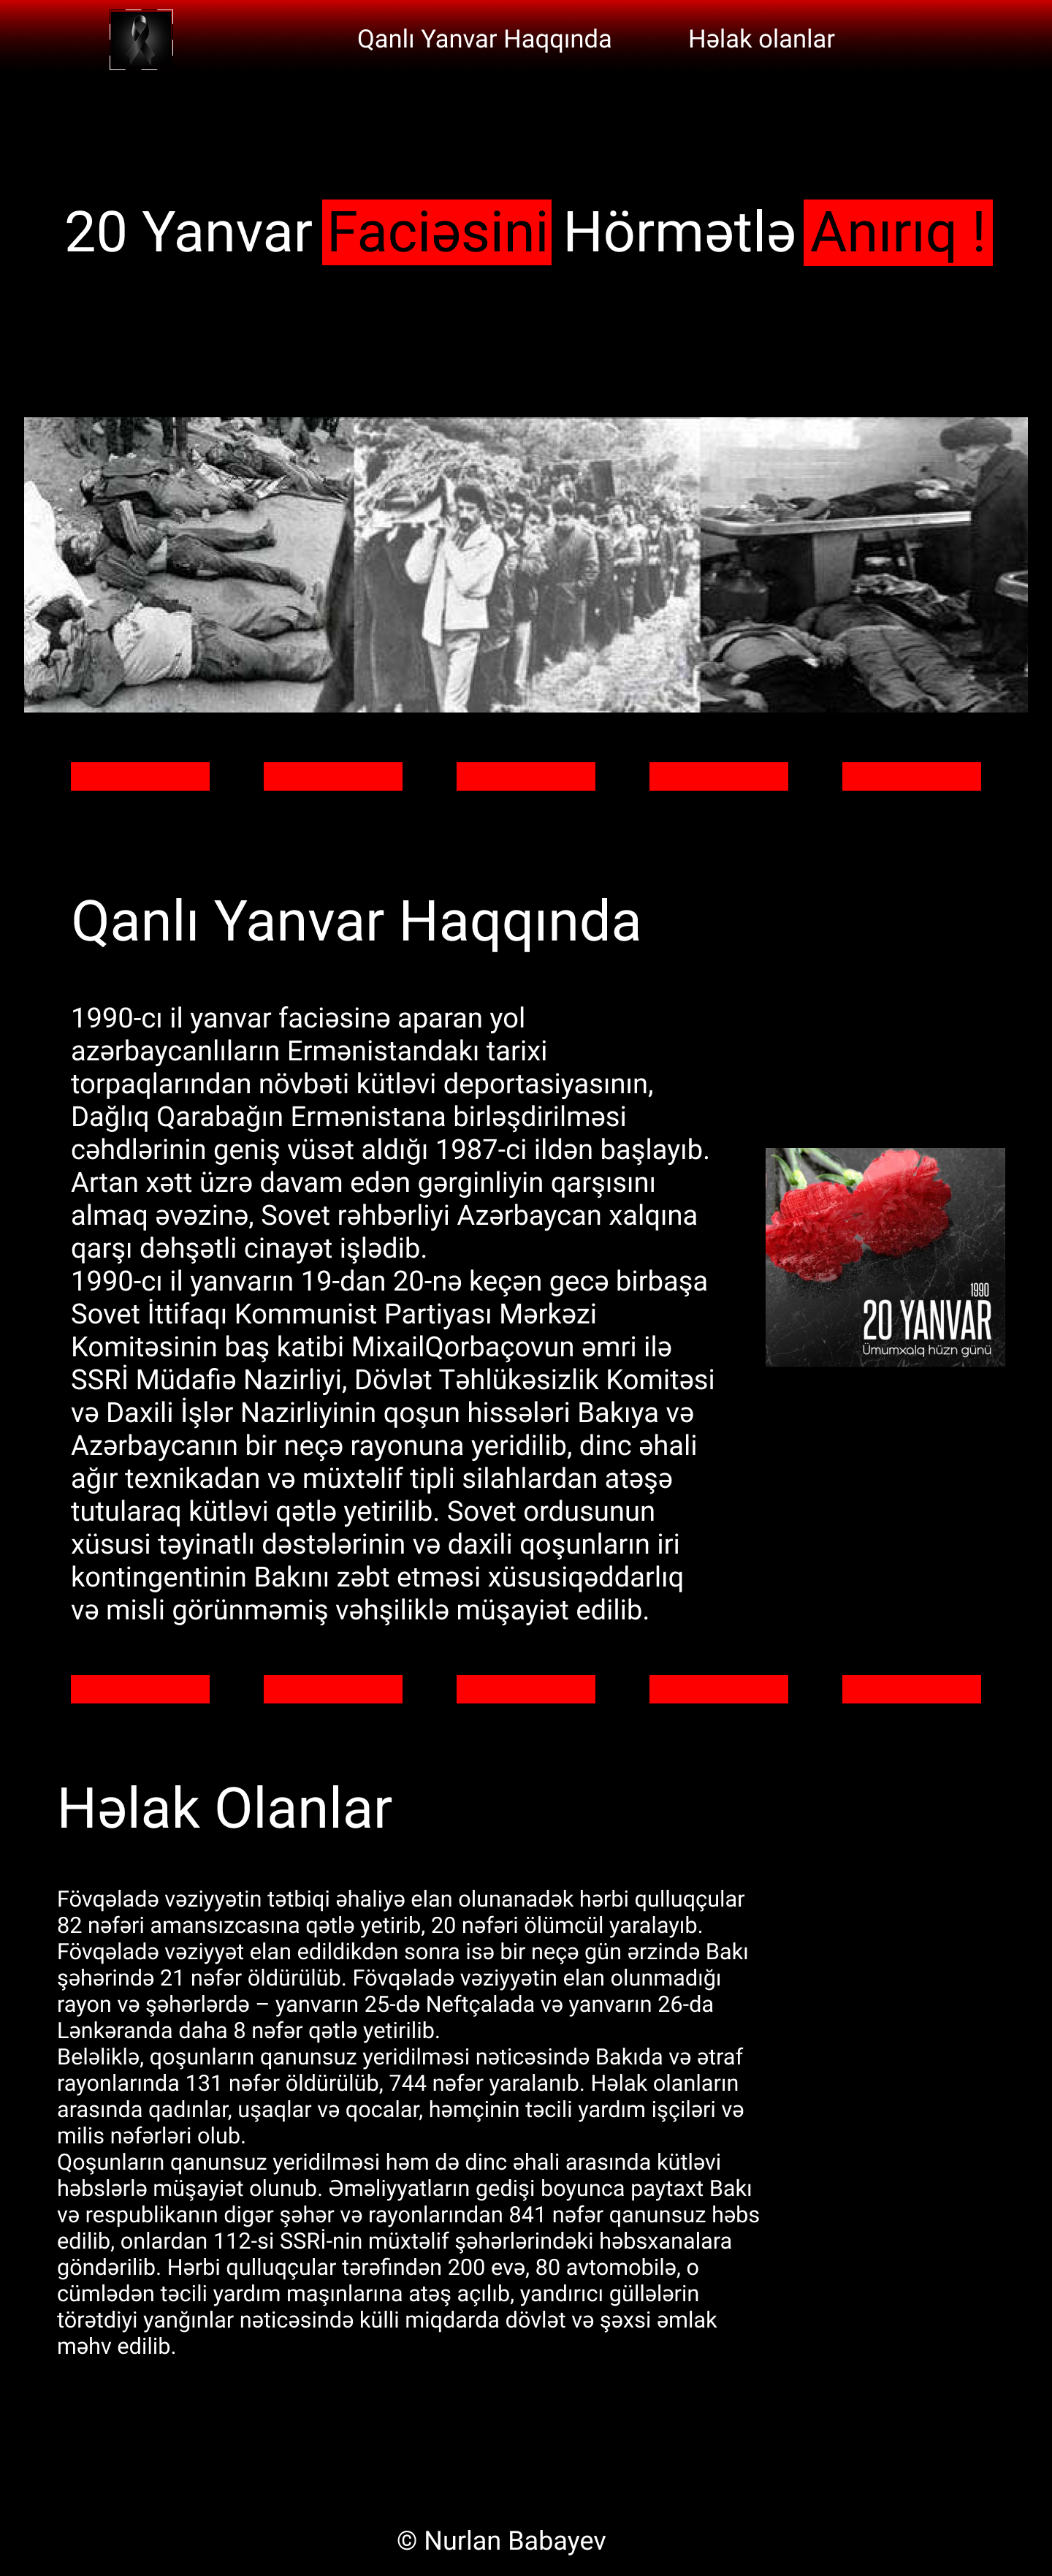 Qanlı Yanvar Haqqında
Həlak olanlar
20 Yanvar Faciəsini Hörmətlə Anırıq !
Qanlı Yanvar Haqqında
1990-cı il yanvar faciəsinə aparan yol
azərbaycanlıların Ermənistandakı tarixi
torpaqlarından növbəti kütləvi deportasiyasının,
Dağlıq Qarabağın Ermənistana birləşdirilməsi
cəhdlərinin geniş vüsət aldığı 1987-ci ildən başlayıb.
Artan xətt üzrə davam edən gərginliyin qarşısını
almaq əvəzinə, Sovet rəhbərliyi Azərbaycan xalqına
qarşı dəhşətli cinayət işlədib.
1990-cı il yanvarın 19-dan 20-nə keçən gecə birbaşa
Sovet İttifaqı Kommunist Partiyası Mərkəzi
Komitəsinin baş katibi MixailQorbaçovun əmri ilə
SSRİ Müdafiə Nazirliyi, Dövlət Təhlükəsizlik Komitəsi
və Daxili İşlər Nazirliyinin qoşun hissələri Bakıya və
Azərbaycanın bir neçə rayonuna yeridilib, dinc əhali
ağır texnikadan və müxtəlif tipli silahlardan atəşə
tutularaq kütləvi qətlə yetirilib. Sovet ordusunun
xüsusi təyinatlı dəstələrinin və daxili qoşunların iri
kontingentinin Bakını zəbt etməsi xüsusiqəddarlıq
və misli görünməmiş vəhşiliklə müşayiət edilib.
1990
20 YANVAR
Ümumxalq hüzn günü
Həlak Olanlar
Fövqəladə vəziyyətin tətbiqi əhaliyə elan olunanadək hərbi qulluqçular
82 nəfəri amansızcasına qətlə yetirib, 20 nəfəri ölümcül yaralayıb.
Fövqəladə vəziyyət elan edildikdən sonra isə bir neçə gün ərzində Bakı
şəhərində 21 nəfər öldürülüb. Fövqəladə vəziyyətin elan olunmadığı
rayon və şəhərlərdə – yanvarın 25-də Neftçalada və yanvarın 26-da
Lənkəranda daha 8 nəfər qətlə yetirilib.
Beləliklə, qoşunların qanunsuz yeridilməsi nəticəsində Bakıda və ətraf
rayonlarında 131 nəfər öldürülüb, 744 nəfər yaralanıb. Həlak olanların
arasında qadınlar, uşaqlar və qocalar, həmçinin təcili yardım işçiləri və
milis nəfərləri olub.
Qoşunların qanunsuz yeridilməsi həm də dinc əhali arasında kütləvi
həbslərlə müşayiət olunub. Əməliyyatların gedişi boyunca paytaxt Bakı
və respublikanın digər şəhər və rayonlarından 841 nəfər qanunsuz həbs
edilib, onlardan 112-si SSRİ-nin müxtəlif şəhərlərindəki həbsxanalara
göndərilib. Hərbi qulluqçular tərəfindən 200 evə, 80 avtomobilə, o
cümlədən təcili yardım maşınlarına atəş açılıb, yandırıcı güllələrin
törətdiyi yanğınlar nəticəsində külli miqdarda dövlət və şəxsi əmlak
məhv edilib.
© Nurlan Babayev